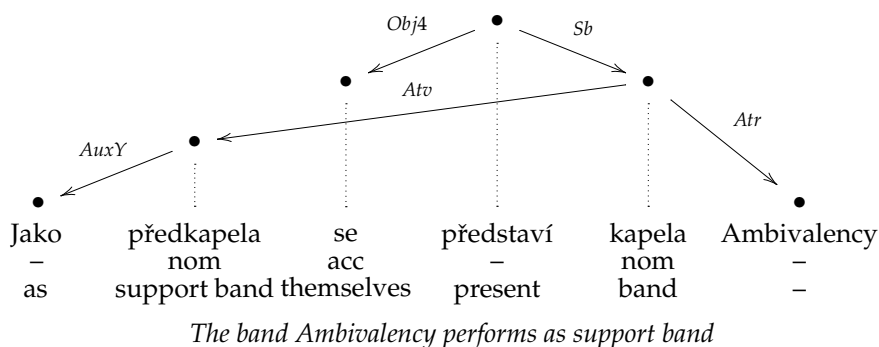 Obj4 Sb
Atv
Atr
AuxY
Jako předkapela se představí kapela Ambivalency
– nom acc – nom –
as support band themselves present band –
The band Ambivalency performs as support band